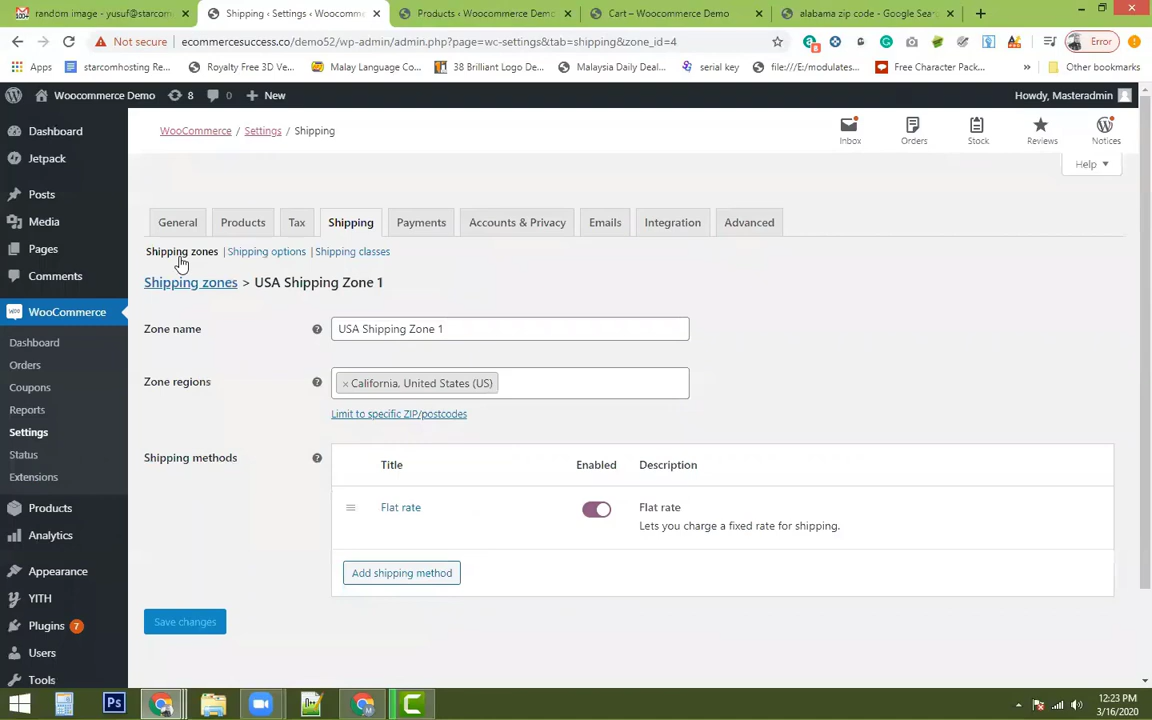 random image - yusuf@starcom
Shipping ‹ Settings ‹ Woocomm
Products ‹ Woocommerce Demo
Cart – Woocommerce Demo
alabama zip code - Google Sear
Not secure
ecommercesuccess.co/demo52/wp-admin/admin.php?page=wc-settings&tab=shipping&zone_id=4
Error
Apps
starcomhosting Re...
Royalty Free 3D Ve...
Malay Language Co...
38 Brilliant Logo De...
Malaysia Daily Deal...
serial key
file:///E:/modulates...
Free Character Pack...
»
Other bookmarks
Woocommerce Demo
8
0
New
Howdy, Masteradmin
WooCommerce / Settings / Shipping
Inbox
Orders
Stock
Reviews
Notices
Help
Dashboard
Jetpack
Posts
Media
Pages
Comments
WooCommerce
Dashboard
Orders
Coupons
Reports
Settings
Status
Extensions
Products
Analytics
Appearance
YITH
Plugins 7
Users
Tools
General
Products
Tax
Shipping
Payments
Accounts & Privacy
Emails
Integration
Advanced
Shipping zones | Shipping options | Shipping classes
Shipping zones > USA Shipping Zone 1
Zone name
USA Shipping Zone 1
Zone regions
× California, United States (US)
Limit to specific ZIP/postcodes
Shipping methods
Title
Enabled
Description
Flat rate
Flat rate
Lets you charge a fixed rate for shipping.
Add shipping method
Save changes
Ps
12:23 PM
3/16/2020